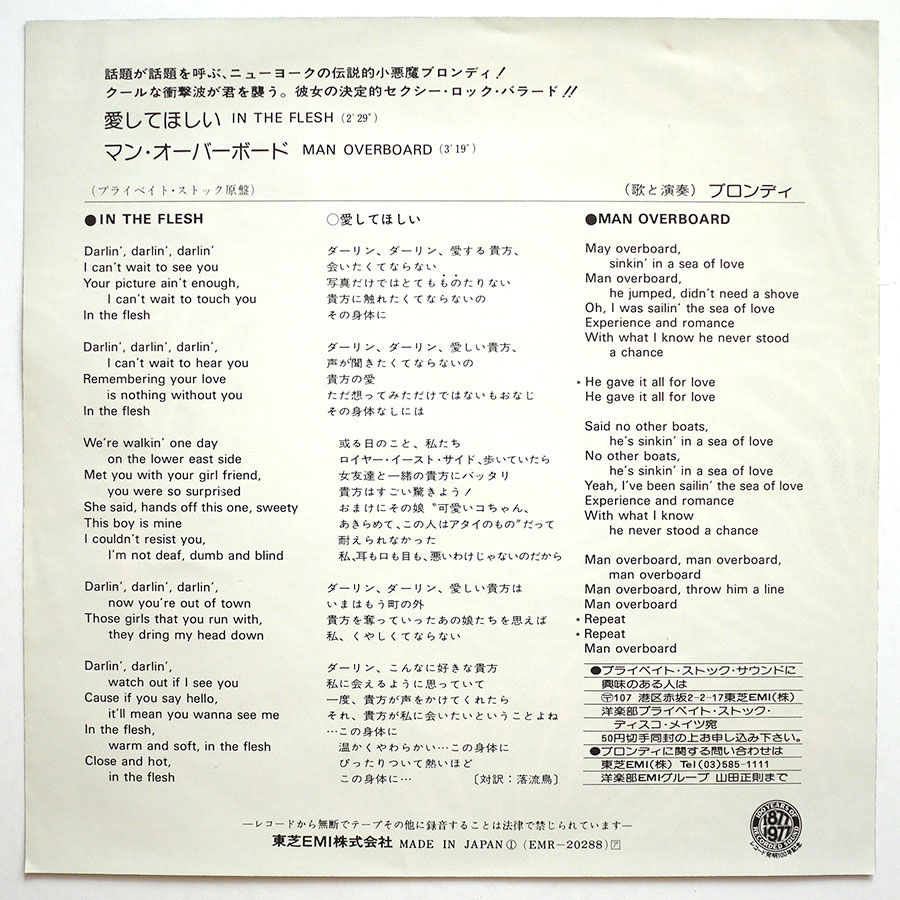 話題が話題を呼ぶ、ニューヨークの伝説的小悪魔ブロンディ!
クールな衝撃波が君を襲う。彼女の決定的セクシー・ロック・バラード!!
愛してほしい IN THE FLESH (2′29″)
マン・オーバーボード MAN OVERBOARD (3′19″)
(プライベイト・ストック原盤)
(歌と演奏) ブロンディ
●IN THE FLESH
Darlin', darlin', darlin'
I can't wait to see you
Your picture ain't enough,
I can't wait to touch you
In the flesh
Darlin', darlin', darlin',
I can't wait to hear you
Remembering your love
is nothing without you
In the flesh
We're walkin' one day
on the lower east side
Met you with your girl friend,
you were so surprised
She said, hands off this one, sweety
This boy is mine
I couldn't resist you,
I'm not deaf, dumb and blind
Darlin', darlin', darlin',
now you're out of town
Those girls that you run with,
they dring my head down
Darlin', darlin',
watch out if I see you
Cause if you say hello,
it'll mean you wanna see me
In the flesh,
warm and soft, in the flesh
Close and hot,
in the flesh
○愛してほしい
ダーリン、ダーリン、愛する貴方、
会いたくてならない
写真だけではとてもものたりない
貴方に触れたくてならないの
その身体に
ダーリン、ダーリン、愛しい貴方、
声が聞きたくてならないの
貴方の愛
ただ想ってみただけではないもおなじ
その身体なしには
或る日のこと、私たち
ロイヤー・イースト・サイド、歩いていたら
女友達と一緒の貴方にバッタリ
貴方はすごい驚きよう!
おまけにその娘〝可愛いコちゃん、
あきらめて、この人はアタイのもの〟だって
耐えられなかった
私、耳も口も目も、悪いわけじゃないのだから
ダーリン、ダーリン、愛しい貴方は
いまはもう町の外
貴方を奪っていったあの娘たちを思えば
私、くやしくてならない
ダーリン、こんなに好きな貴方
私に会えるように思っていて
一度、貴方が声をかけてくれたら
それ、貴方が私に会いたいということよね
…この身体に
温かくやわらかい…この身体に
ぴったりついて熱いほど
この身体に… 〔対訳:落流鳥〕
●MAN OVERBOARD
May overboard,
sinkin' in a sea of love
Man overboard,
he jumped, didn't need a shove
Oh, I was sailin' the sea of love
Experience and romance
With what I know he never stood
a chance
* He gave it all for love
He gave it all for love
Said no other boats,
he's sinkin' in a sea of love
No other boats,
he's sinkin' in a sea of love
Yeah, I've been sailin' the sea of love
Experience and romance
With what I know
he never stood a chance
Man overboard, man overboard,
man overboard
Man overboard, throw him a line
Man overboard
* Repeat
* Repeat
Man overboard
●プライベイト・ストック・サウンドに
興味のある人は
〒107 港区赤坂2-2-17東芝EMI(株)
洋楽部プライベイト・ストック・
ディスコ・メイツ宛
50円切手同封の上お申し込み下さい。
●ブロンディに関する問い合わせは
東芝EMI(株) Tel(03)585-1111
洋楽部EMIグループ 山田正則まで
―レコードから無断でテープその他に録音することは法律で禁じられています―
東芝EMI株式会社 MADE IN JAPAN Ⓘ (EMR-20288) ア
100 YEARS OF
1877
1977
RECORDED SOUND
レコード発明100年記念